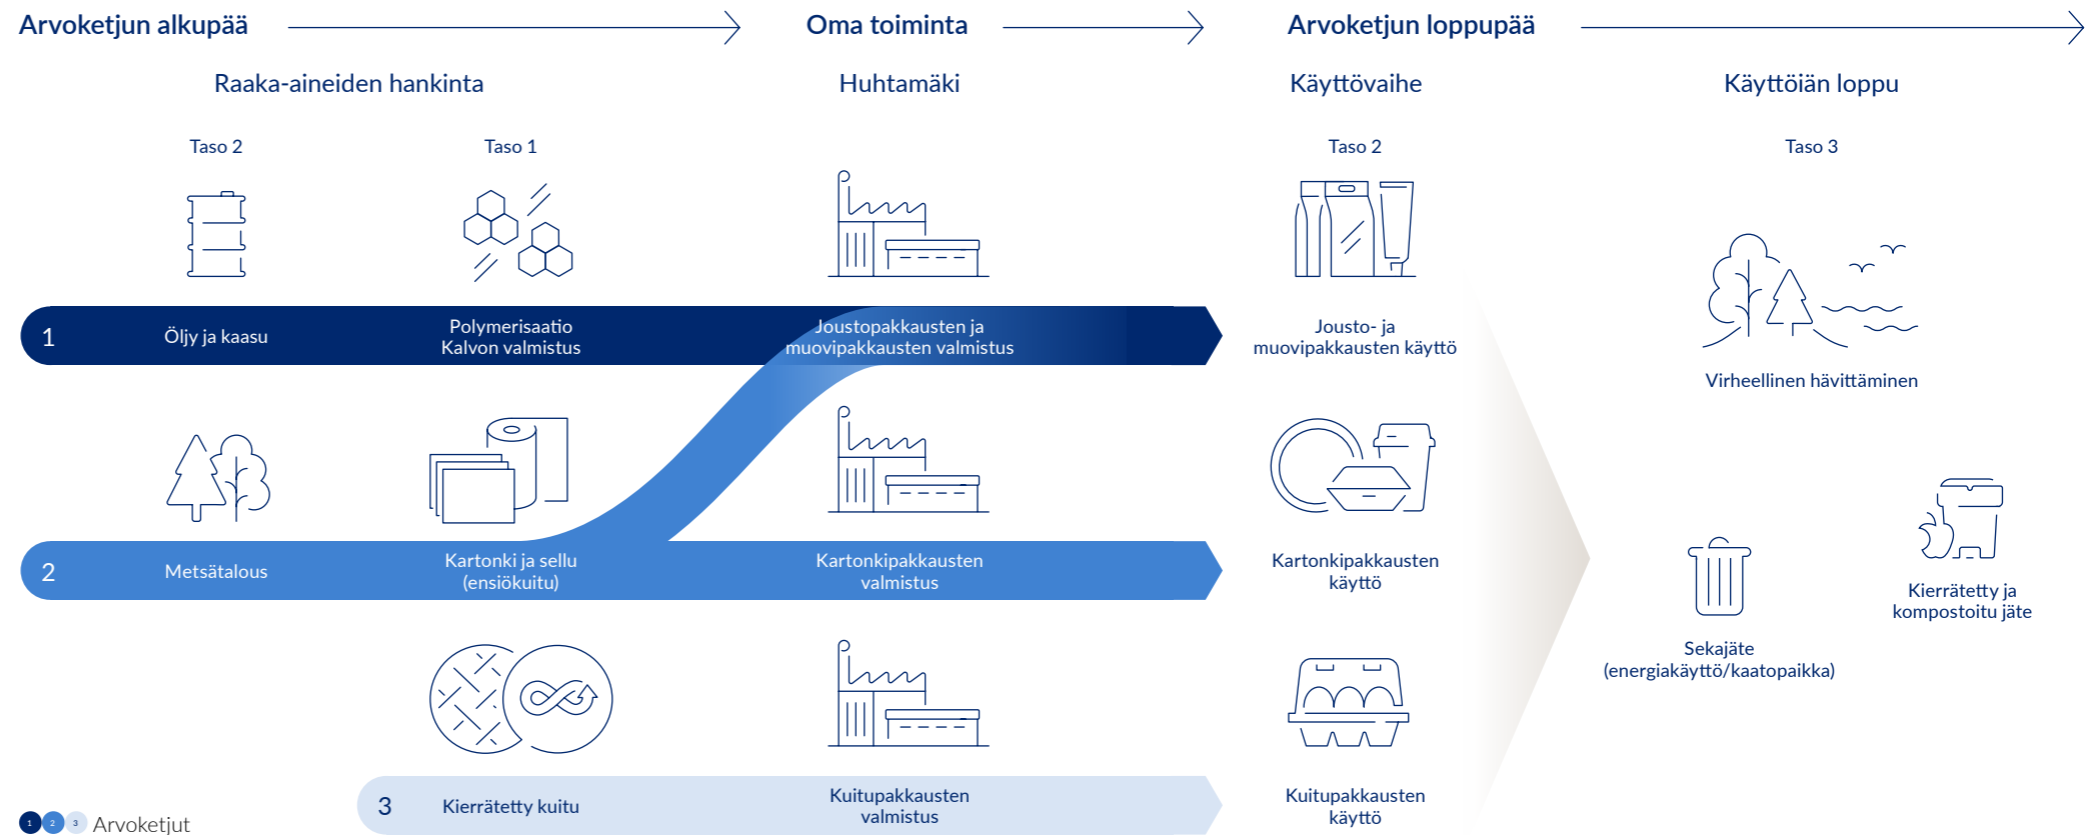 Arvoketjun alkupää
Oma toiminta
Arvoketjun loppupää
Raaka-aineiden hankinta
Huhtamäki
Käyttövaihe
Käyttöiän loppu
Taso 2
Taso 1
Taso 2
Taso 3
1
Öljy ja kaasu
Polymerisaatio
Kalvon valmistus
Joustopakkausten ja
muovipakkausten valmistus
Jousto- ja
muovipakkausten käyttö
Virheellinen hävittäminen
2
Metsätalous
Kartonki ja sellu
(ensiökuitu)
Kartonkipakkausten
valmistus
Kartonkipakkausten
käyttö
Kierrätetty ja
kompostoitu jäte
Sekajäte
(energiakäyttö/kaatopaikka)
3
Kierrätetty kuitu
Kuitupakkausten
valmistus
Kuitupakkausten
käyttö
1 2 3 Arvoketjut